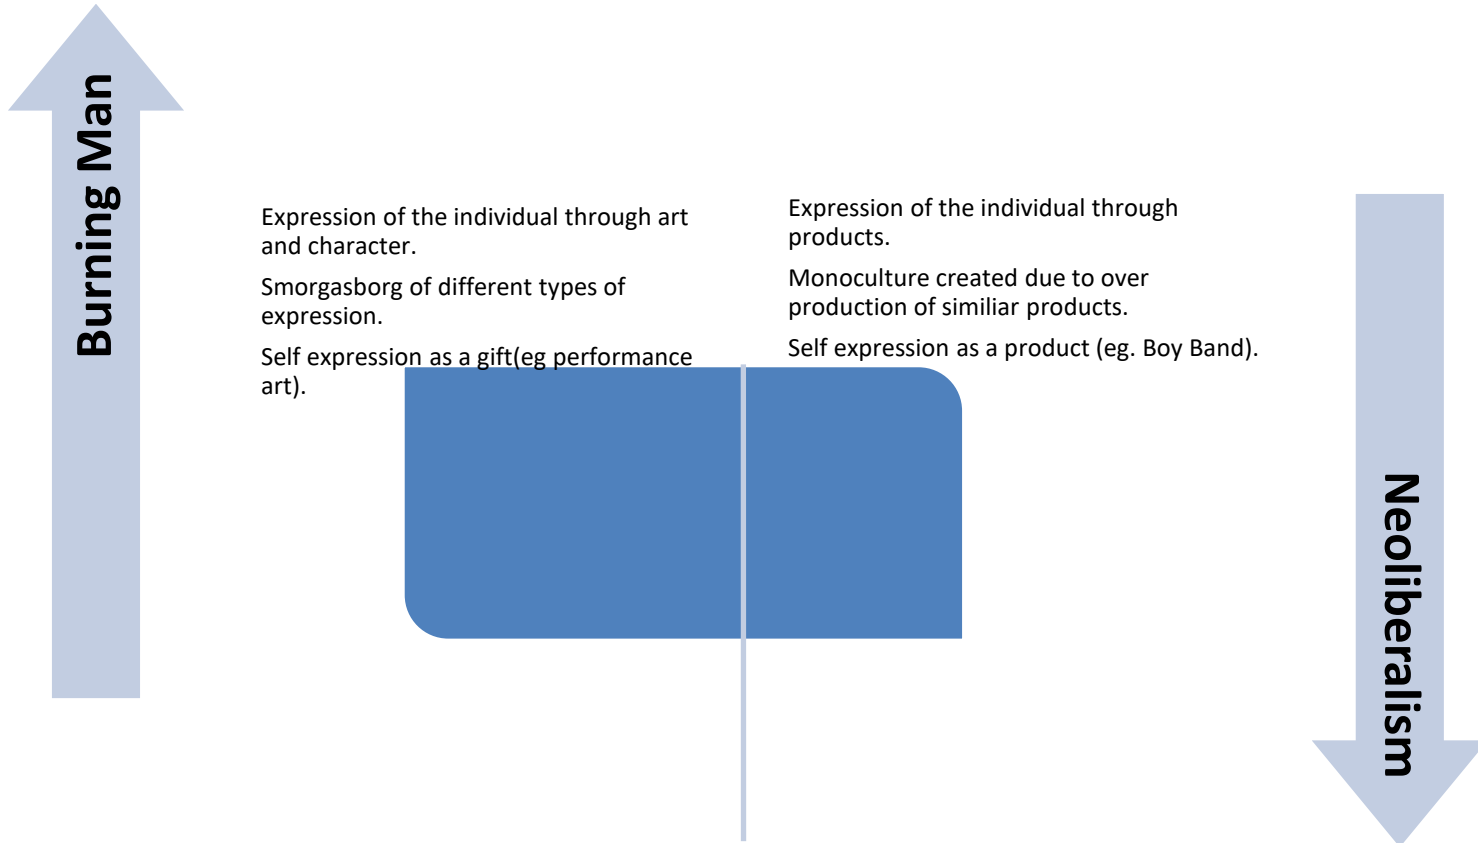 Burning Man
Expression of the individual through art
and character.
Smorgasborg of different types of
expression.
Self expression as a gift(eg performance
art).
Expression of the individual through
products.
Monoculture created due to over
production of similiar products.
Self expression as a product (eg. Boy Band).
Neoliberalism